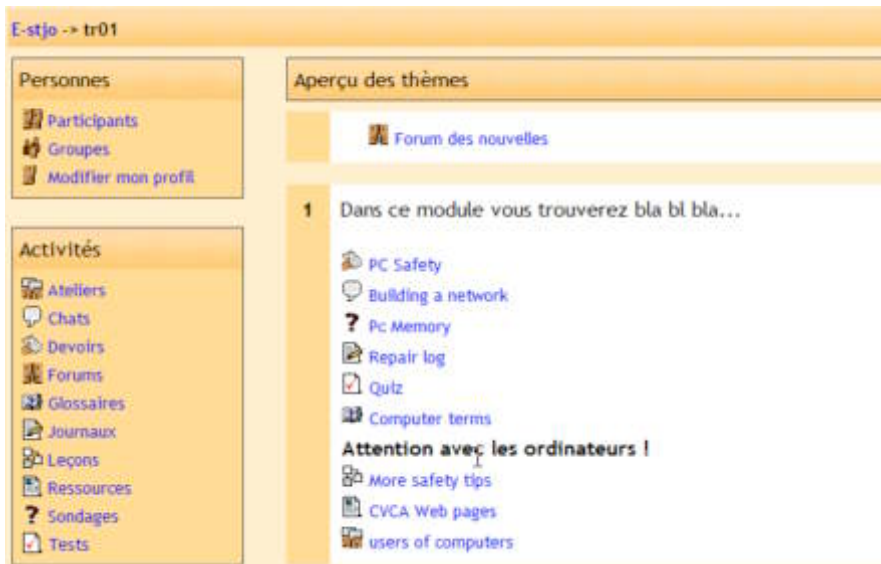 E-stjo -> tr01
Personnes
Participants
Groupes
Modifier mon profil
Activités
Ateliers
Chats
Devoirs
Forums
Glossaires
Journaux
Leçons
Ressources
Sondages
Tests
Aperçu des thèmes
Forum des nouvelles
1 Dans ce module vous trouverez bla bl bla...
PC Safety
Building a network
Pc Memory
Repair log
Quiz
Computer terms
Attention avec les ordinateurs !
More safety tips
CVCA Web pages
users of computers